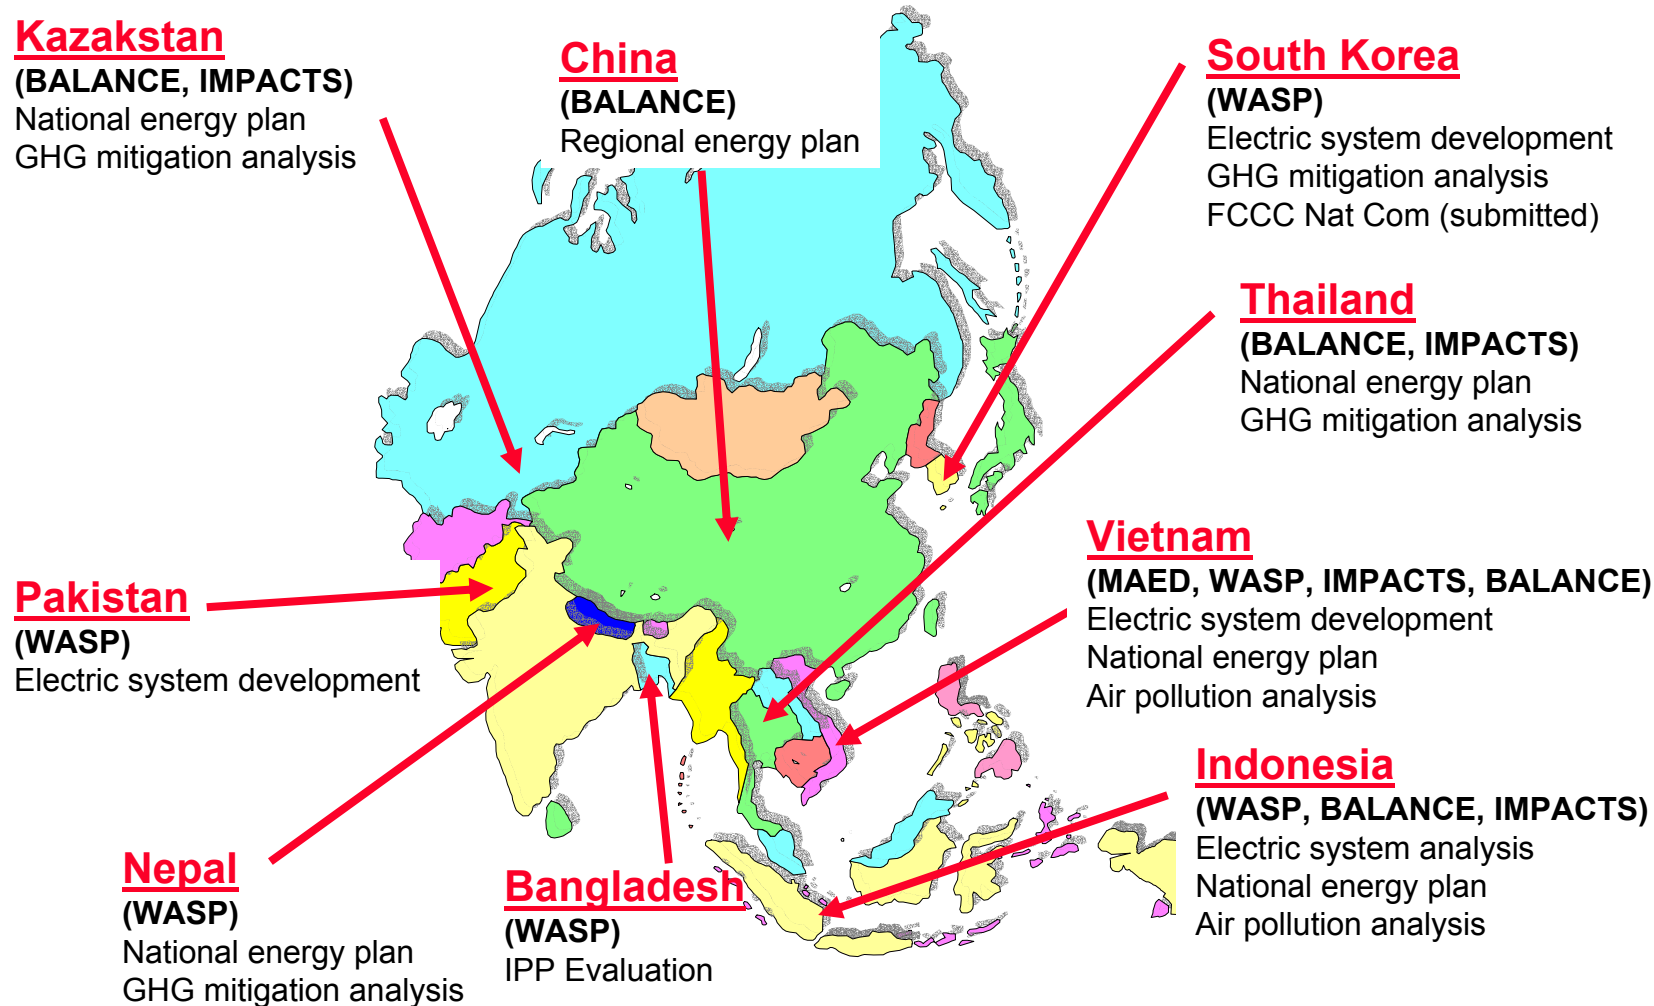 Kazakstan
(BALANCE, IMPACTS)
National energy plan
GHG mitigation analysis
China
(BALANCE)
Regional energy plan
South Korea
(WASP)
Electric system development
GHG mitigation analysis
FCCC Nat Com (submitted)
Thailand
(BALANCE, IMPACTS)
National energy plan
GHG mitigation analysis
Pakistan
(WASP)
Electric system development
Vietnam
(MAED, WASP, IMPACTS, BALANCE)
Electric system development
National energy plan
Air pollution analysis
Nepal
(WASP)
National energy plan
GHG mitigation analysis
Bangladesh
(WASP)
IPP Evaluation
Indonesia
(WASP, BALANCE, IMPACTS)
Electric system analysis
National energy plan
Air pollution analysis